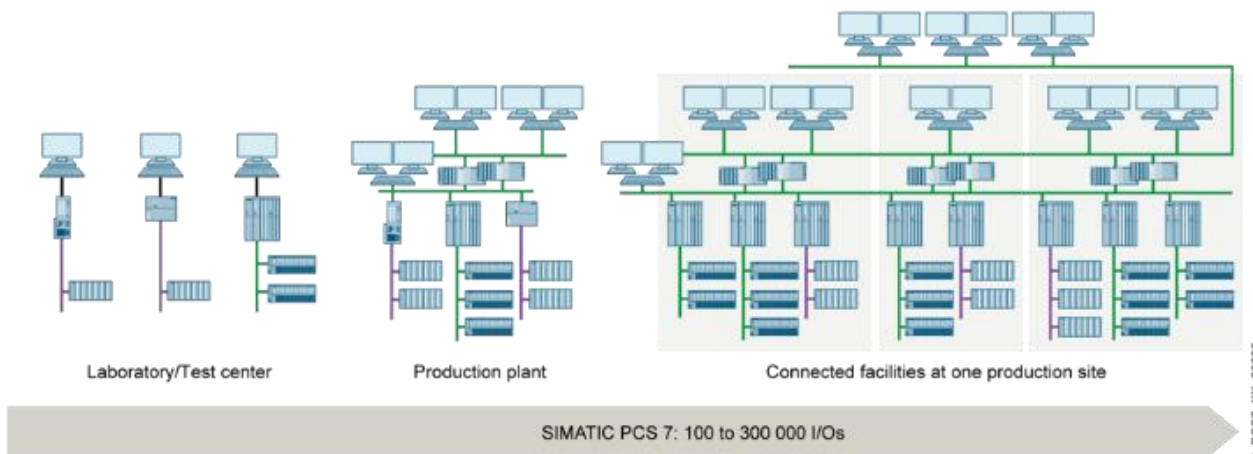 Laboratory/Test center
Production plant
Connected facilities at one production site
SIMATIC PCS 7: 100 to 300 000 I/Os